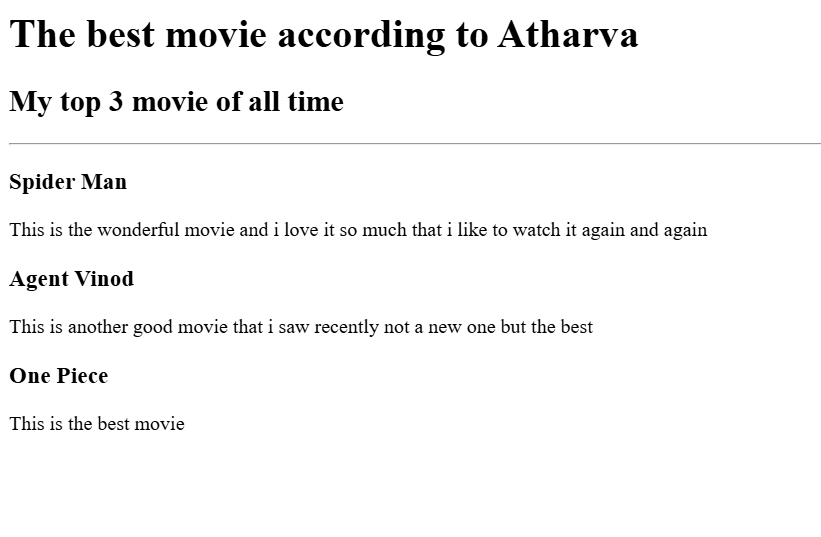 The best movie according to Atharva
My top 3 movie of all time
Spider Man
This is the wonderful movie and i love it so much that i like to watch it again and again
Agent Vinod
This is another good movie that i saw recently not a new one but the best
One Piece
This is the best movie